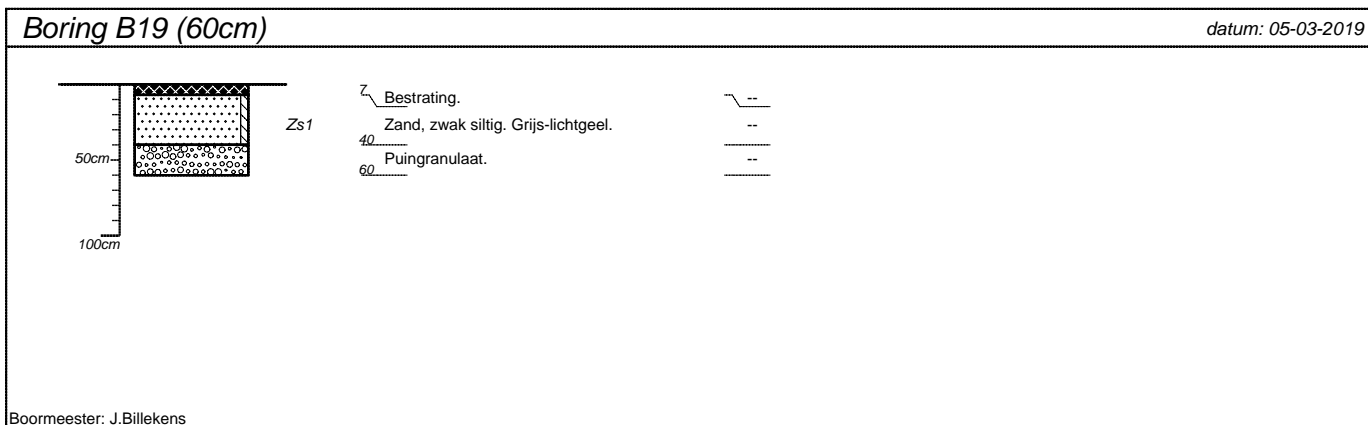 Boring B19 (60cm) datum: 05-03-2019
7 Bestrating. --
Zs1 Zand, zwak siltig. Grijs-lichtgeel. --
40
50cm Puingranulaat. --
60
100cm
Boormeester: J.Billekens